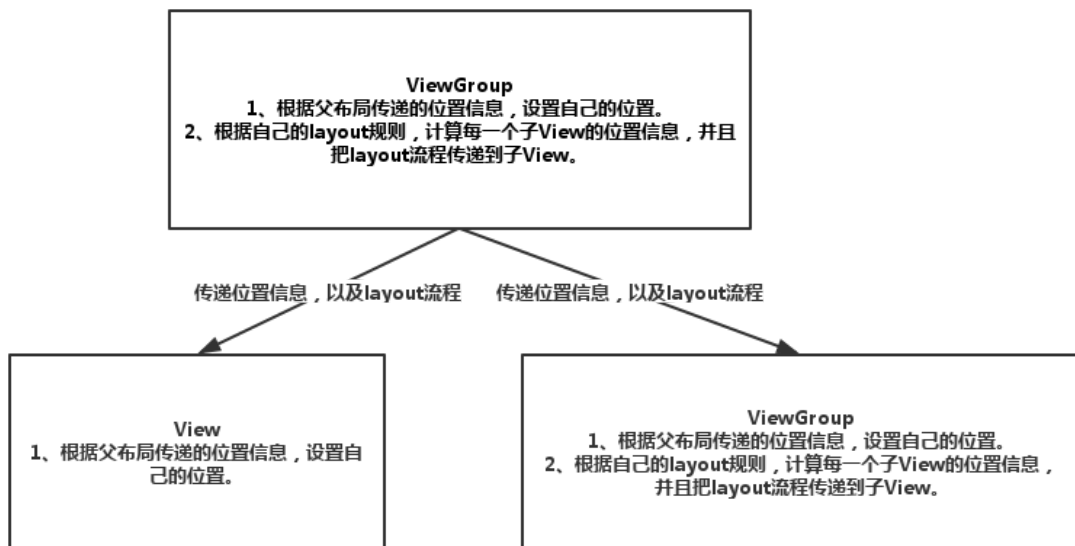 ViewGroup
1、根据父布局传递的位置信息，设置自己的位置。
2、根据自己的layout规则，计算每一个子View的位置信息，并且
把layout流程传递到子View。
传递位置信息，以及layout流程
传递位置信息，以及layout流程
View
1、根据父布局传递的位置信息，设置自
己的位置。
ViewGroup
1、根据父布局传递的位置信息，设置自己的位置。
2、根据自己的layout规则，计算每一个子View的位置信息，
并且把layout流程传递到子View。